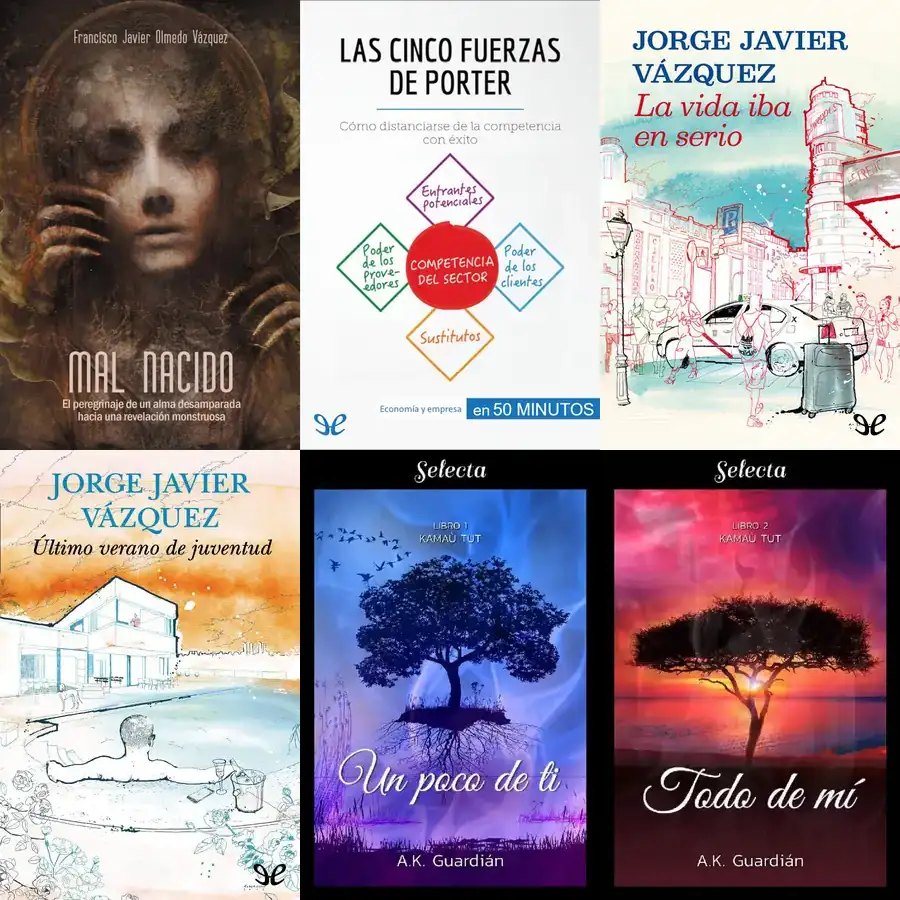 Francisco Javier Olmedo Vázquez
MAL NACIDO
El peregrinaje de un alma desamparada
hacia una revelación monstruosa
LAS CINCO FUERZAS
DE PORTER
Cómo distanciarse de la competencia
con éxito
Entrantes
potenciales
Poder
de los
prove-
edores
COMPETENCIA
DEL SECTOR
Poder
de los
clientes
Sustitutos
Economía y empresa
en 50 MINUTOS
JORGE JAVIER
VÁZQUEZ
La vida iba
en serio
JORGE JAVIER
VÁZQUEZ
Último verano de juventud
Selecta
LIBRO 1
KAMAÙ TUT
Un poco de ti
A.K. Guardián
Selecta
LIBRO 2
KAMAÙ TUT
Todo de mí
A.K. Guardián